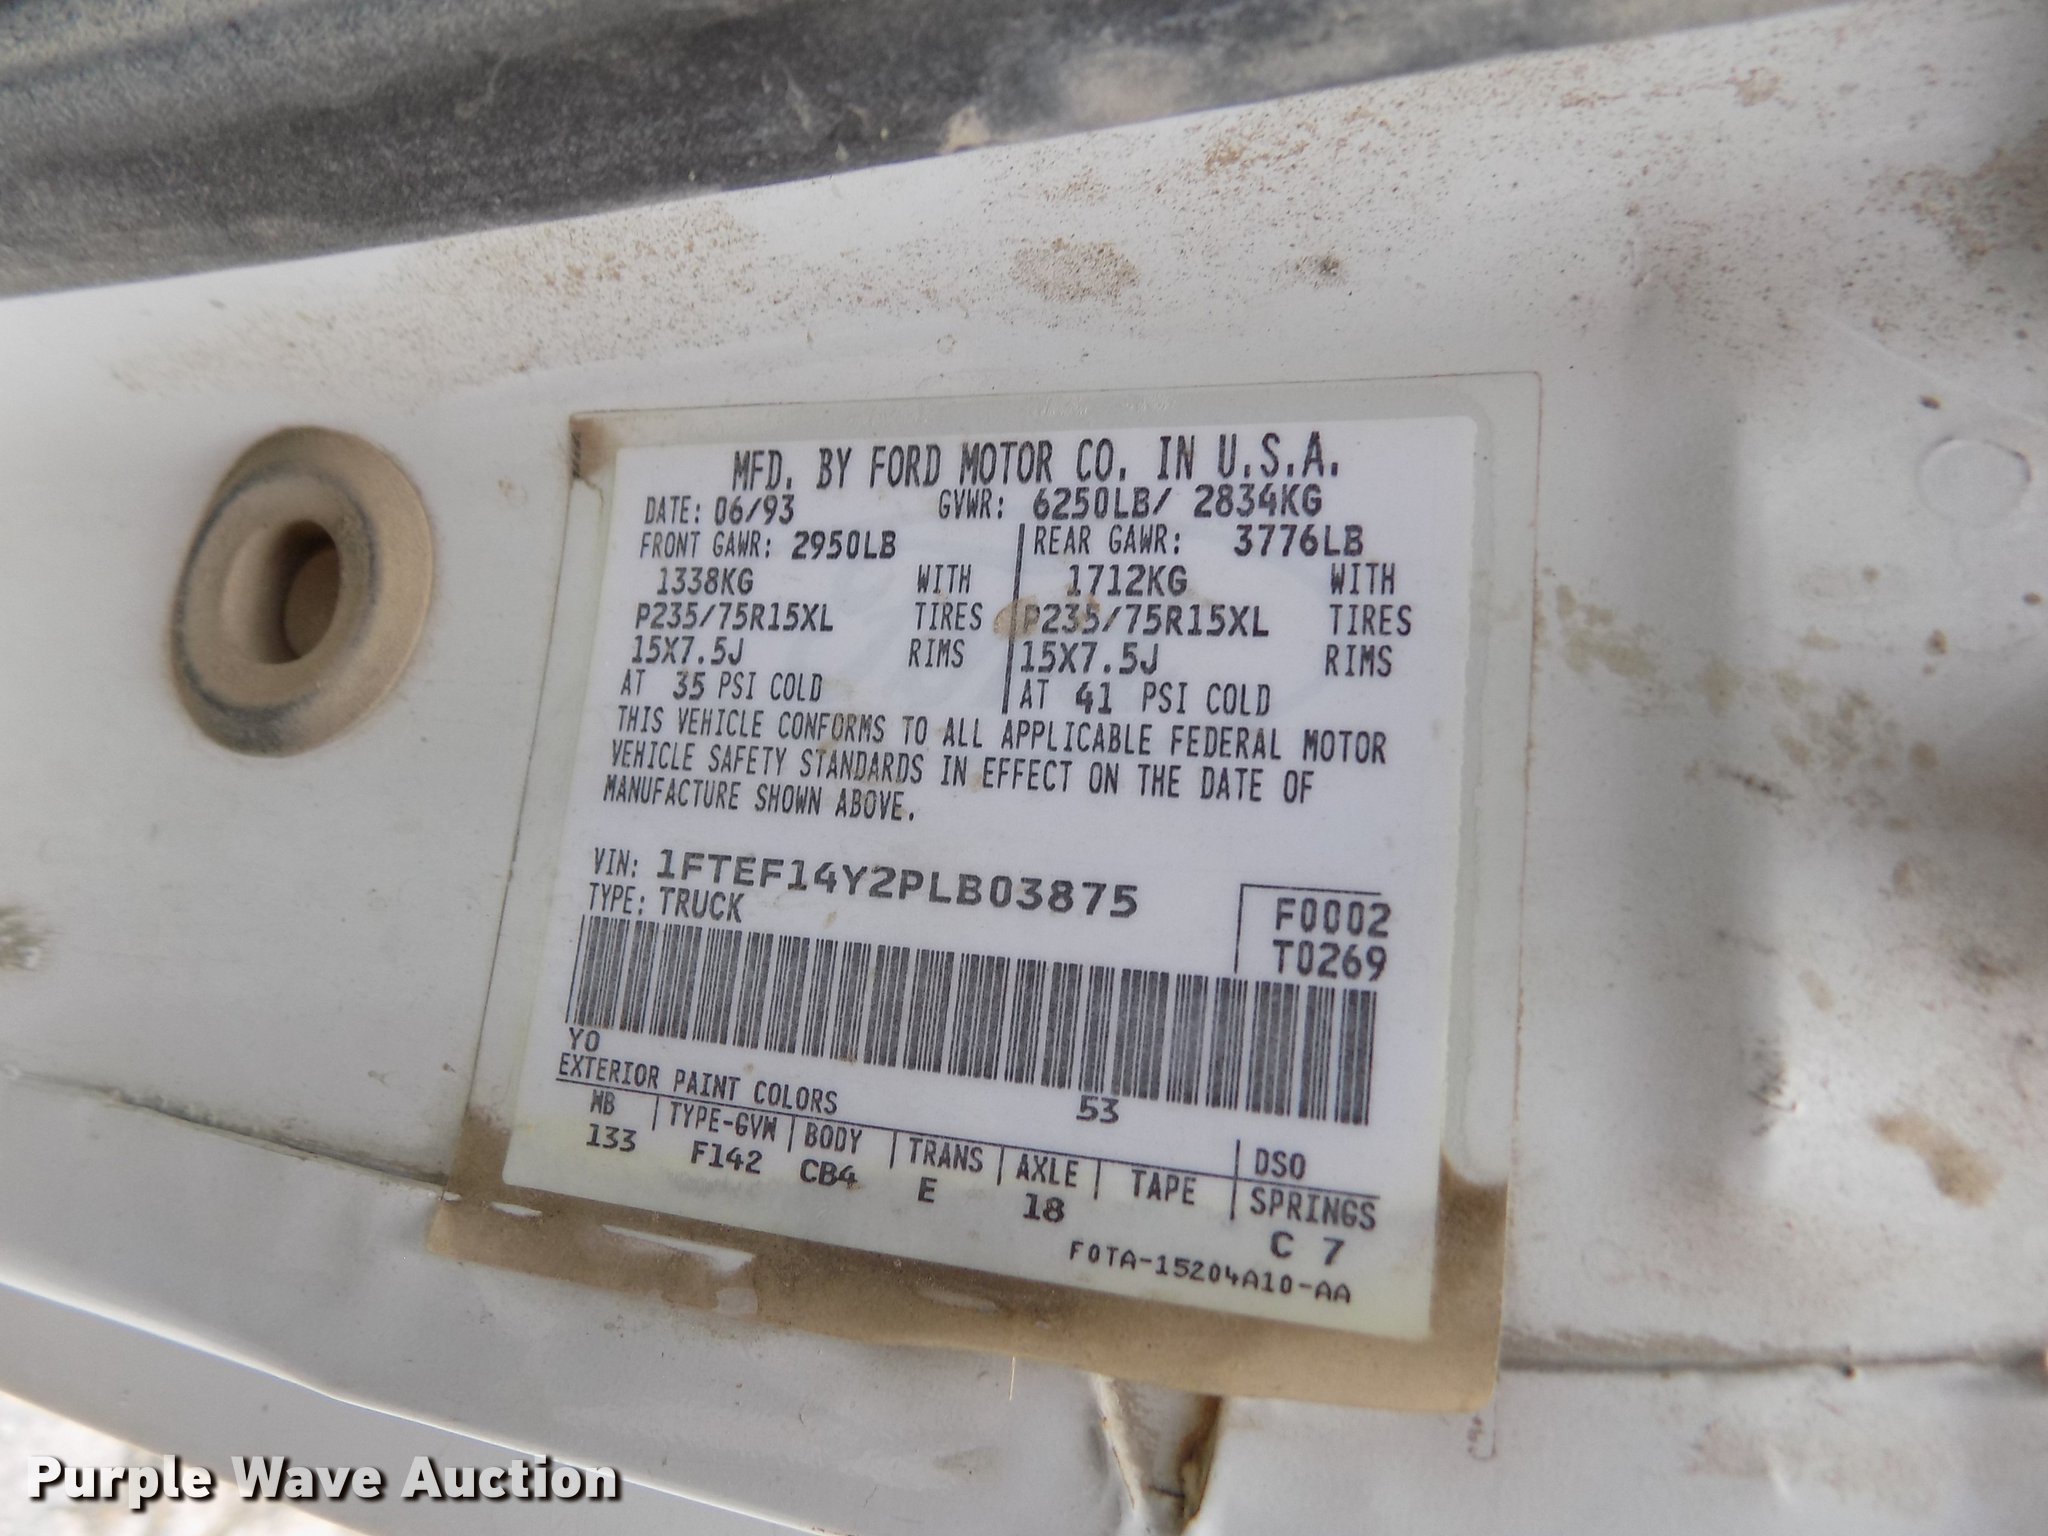 MFD. BY FORD MOTOR CO. IN U.S.A.
DATE: 06/93 GVWR: 6250LB/ 2834KG
FRONT GAWR: 2950LB REAR GAWR: 3776LB
1338KG WITH 1712KG WITH
P235/75R15XL TIRES P235/75R15XL TIRES
15X7.5J RIMS 15X7.5J RIMS
AT 35 PSI COLD AT 41 PSI COLD
THIS VEHICLE CONFORMS TO ALL APPLICABLE FEDERAL MOTOR
VEHICLE SAFETY STANDARDS IN EFFECT ON THE DATE OF
MANUFACTURE SHOWN ABOVE.
VIN: 1FTEF14Y2PLB03875
TYPE: TRUCK
F0002
T0269
YO
EXTERIOR PAINT COLORS 53 DSO
WB TYPE-GVW BODY TRANS AXLE TAPE SPRINGS
133 F142 CB4 E 18 C 7
F0TA-15204A10-AA
Purple Wave Auction